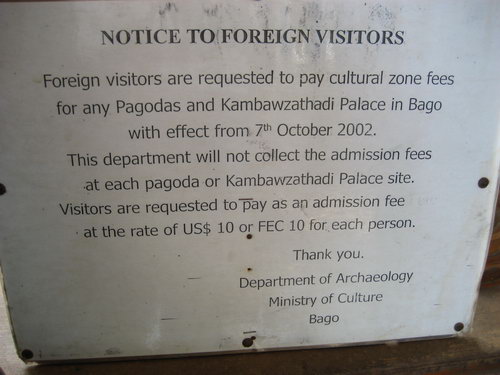 NOTICE TO FOREIGN VISITORS
Foreign visitors are requested to pay cultural zone fees
for any Pagodas and Kambawzathadi Palace in Bago
with effect from 7th October 2002.
This department will not collect the admission fees
at each pagoda or Kambawzathadi Palace site.
Visitors are requested to pay as an admission fee
at the rate of US$ 10 or FEC 10 for each person.
Thank you.
Department of Archaeology
Ministry of Culture
Bago